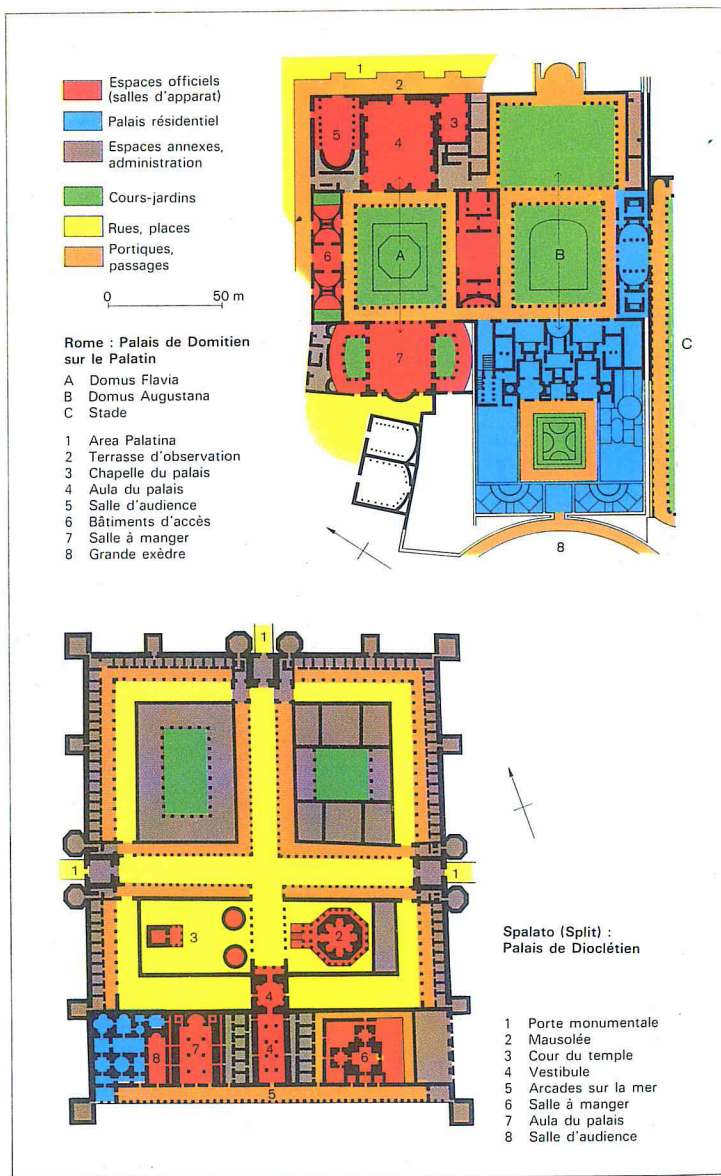 Espaces officiels
(salles d'apparat)
Palais résidentiel
Espaces annexes,
administration
Cours-jardins
Rues, places
Portiques,
passages
0 50 m
Rome : Palais de Domitien
sur le Palatin
A Domus Flavia
B Domus Augustana
C Stade
1 Area Palatina
2 Terrasse d'observation
3 Chapelle du palais
4 Aula du palais
5 Salle d'audience
6 Bâtiments d'accès
7 Salle à manger
8 Grande exèdre
1
2
5
4
3
6
A
B
C
7
8
1
1
1
3
2
4
8
7
4
6
5
Spalato (Split) :
Palais de Dioclétien
1 Porte monumentale
2 Mausolée
3 Cour du temple
4 Vestibule
5 Arcades sur la mer
6 Salle à manger
7 Aula du palais
8 Salle d'audience